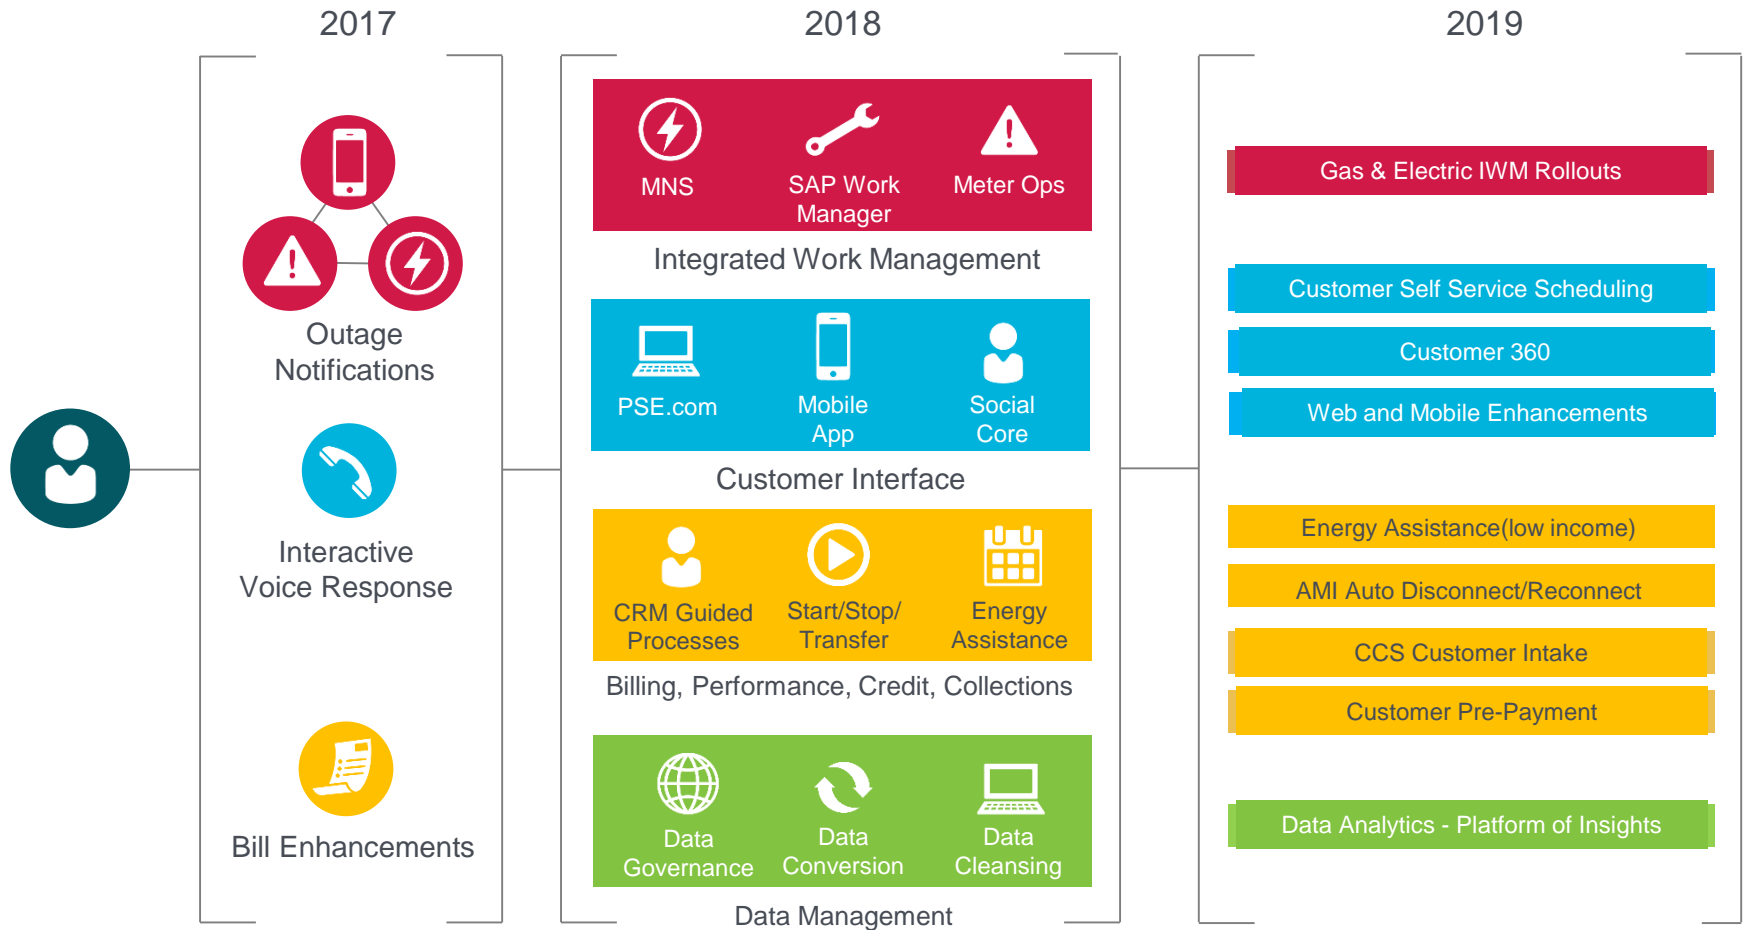 2017
2018
2019
Outage
Notifications
Interactive
Voice Response
Bill Enhancements
MNS
SAP Work
Manager
Meter Ops
Integrated Work Management
PSE.com
Mobile
App
Social
Core
Customer Interface
CRM Guided
Processes
Start/Stop/
Transfer
Energy
Assistance
Billing, Performance, Credit, Collections
Data
Governance
Data
Conversion
Data
Cleansing
Data Management
Gas & Electric IWM Rollouts
Customer Self Service Scheduling
Customer 360
Web and Mobile Enhancements
Energy Assistance(low income)
AMI Auto Disconnect/Reconnect
CCS Customer Intake
Customer Pre-Payment
Data Analytics - Platform of Insights